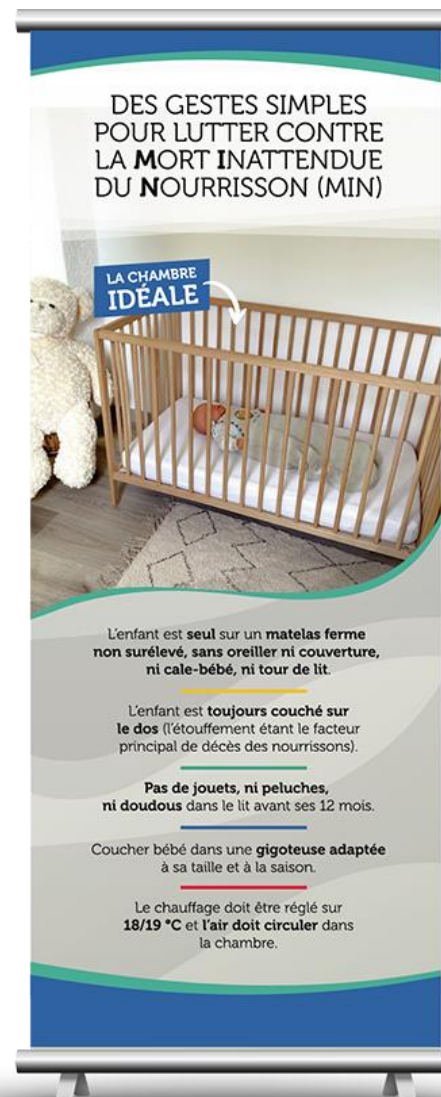 DES GESTES SIMPLES
POUR LUTTER CONTRE
LA MORT INATTENDUE
DU NOURRISSON (MIN)
LA CHAMBRE
IDÉALE
L'enfant est seul sur un matelas ferme
non surélevé, sans oreiller ni couverture,
ni cale-bébé, ni tour de lit.
L'enfant est toujours couché sur
le dos (l'étouffement étant le facteur
principal de décès des nourrissons).
Pas de jouets, ni peluches,
ni doudous dans le lit avant ses 12 mois.
Coucher bébé dans une gigoteuse adaptée
à sa taille et à la saison.
Le chauffage doit être réglé sur
18/19 °C et l'air doit circuler dans
la chambre.